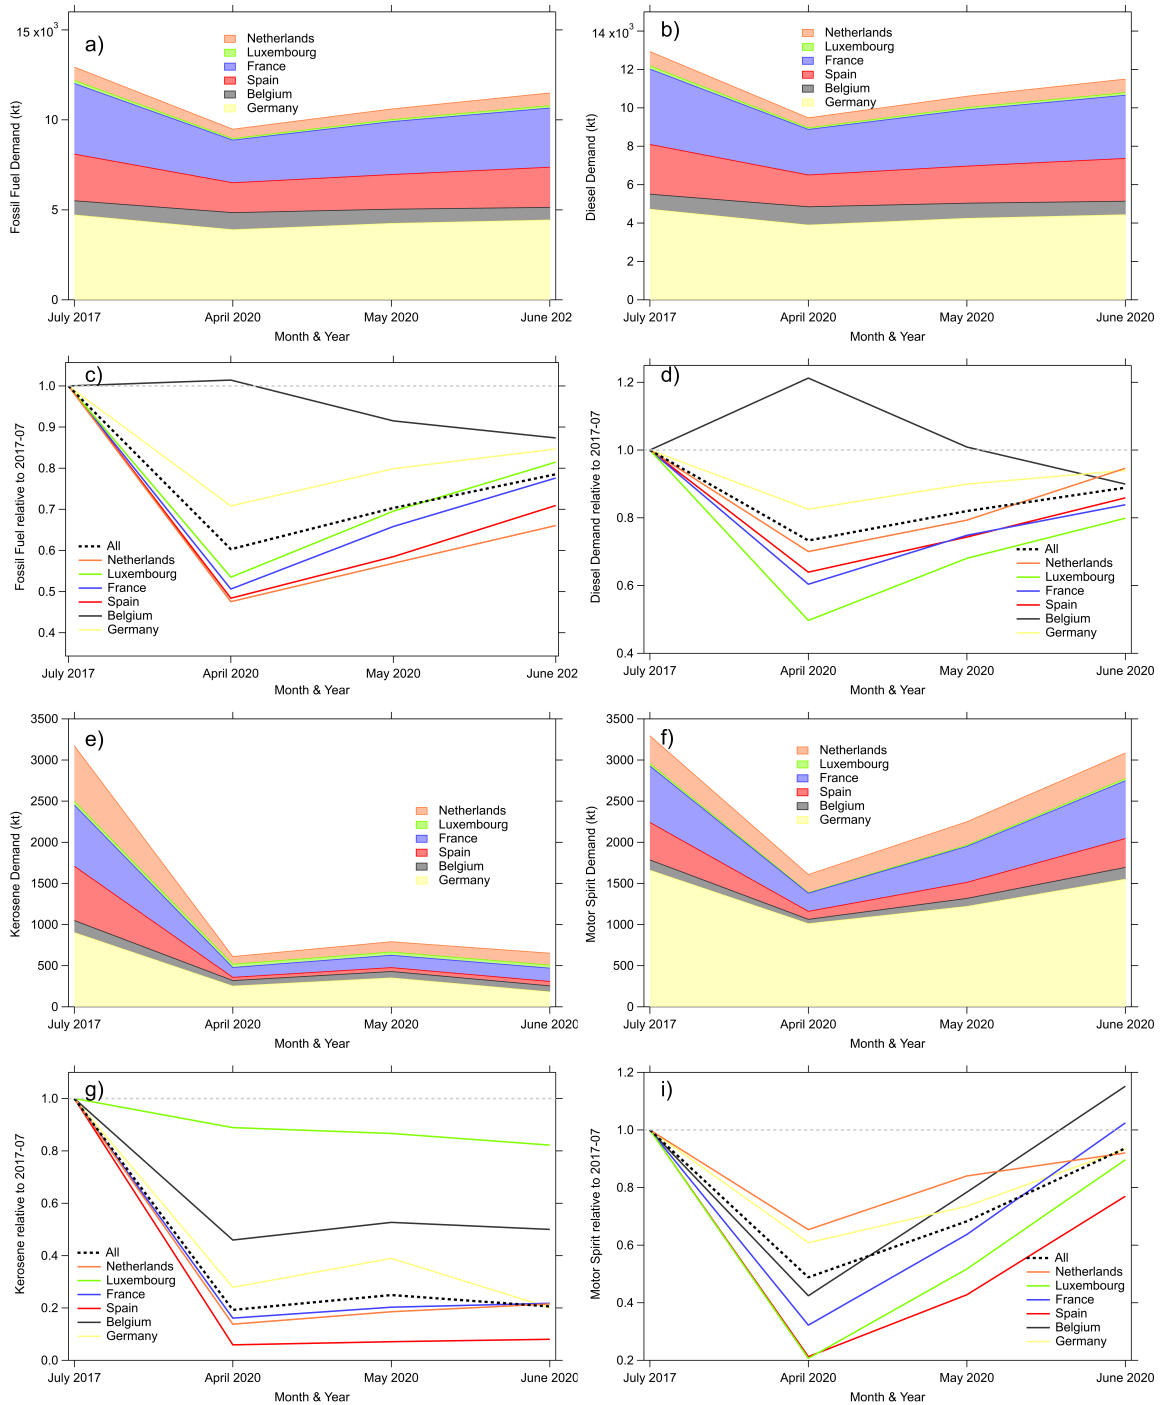 a)
15 x10³
10
5
0
Fossil Fuel Demand (kt)
Netherlands
Luxembourg
France
Spain
Belgium
Germany
July 2017
April 2020
May 2020
June 202
Month & Year
b)
14 x10³
12
10
8
6
4
2
0
Diesel Demand (kt)
Netherlands
Luxembourg
France
Spain
Belgium
Germany
July 2017
April 2020
May 2020
June 2020
Month & Year
c)
1.0
0.9
0.8
0.7
0.6
0.5
0.4
Fossil Fuel relative to 2017-07
All
Netherlands
Luxembourg
France
Spain
Belgium
Germany
July 2017
April 2020
May 2020
June 202
Month & Year
d)
1.2
1.0
0.8
0.6
0.4
Diesel Demand relative to 2017-07
All
Netherlands
Luxembourg
France
Spain
Belgium
Germany
July 2017
April 2020
May 2020
June 2020
Month & Year
e)
3500
3000
2500
2000
1500
1000
500
0
Kerosene Demand (kt)
Netherlands
Luxembourg
France
Spain
Belgium
Germany
July 2017
April 2020
May 2020
June 2020
Month & Year
f)
3500
3000
2500
2000
1500
1000
500
0
Motor Spirit Demand (kt)
Netherlands
Luxembourg
France
Spain
Belgium
Germany
July 2017
April 2020
May 2020
June 2020
Month & Year
g)
1.0
0.8
0.6
0.4
0.2
0.0
Kerosene relative to 2017-07
All
Netherlands
Luxembourg
France
Spain
Belgium
Germany
July 2017
April 2020
May 2020
June 2020
Month & Year
i)
1.2
1.0
0.8
0.6
0.4
0.2
Motor Spirit relative to 2017-07
All
Netherlands
Luxembourg
France
Spain
Belgium
Germany
July 2017
April 2020
May 2020
June 2020
Month & Year